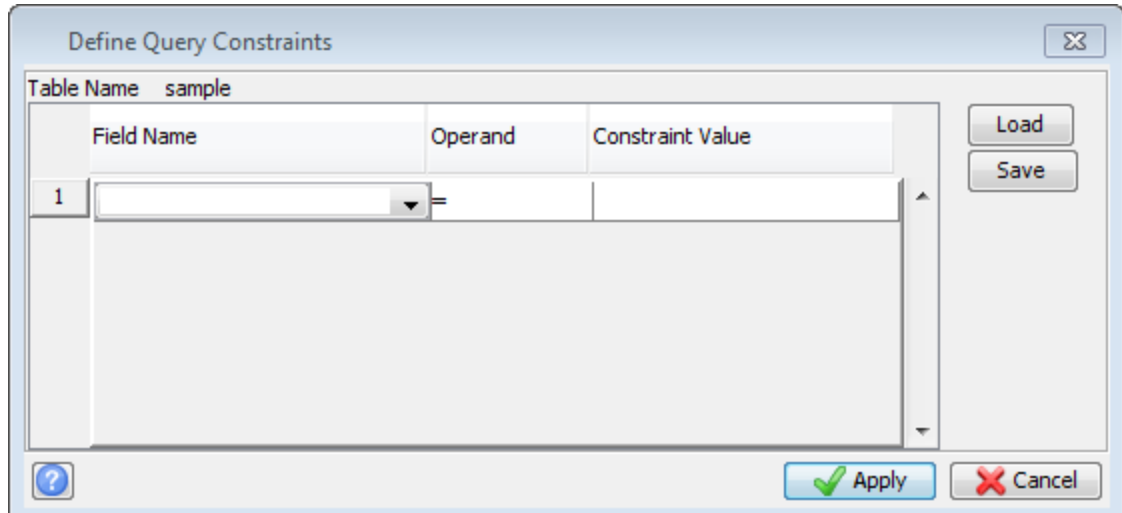 Define Query Constraints
Table Name sample
Field Name Operand Constraint Value
Load
Save
1 =
? Apply Cancel